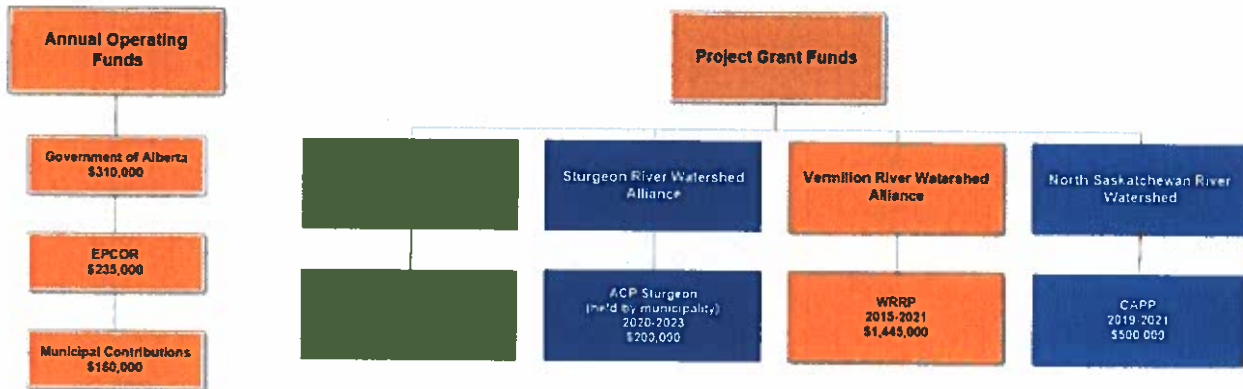 Annual Operating
Funds
Project Grant Funds
Government of Alberta
$310,000
Sturgeon River Watershed
Alliance
Vermilion River Watershed
Alliance
North Saskatchewan River
Watershed
EPCOR
$235,000
ACP Sturgeon
(held by municipality)
2020-2023
$200,000
WRRP
2015-2021
$1,445,000
CAPP
2019-2021
$500,000
Municipal Contributions
$160,000